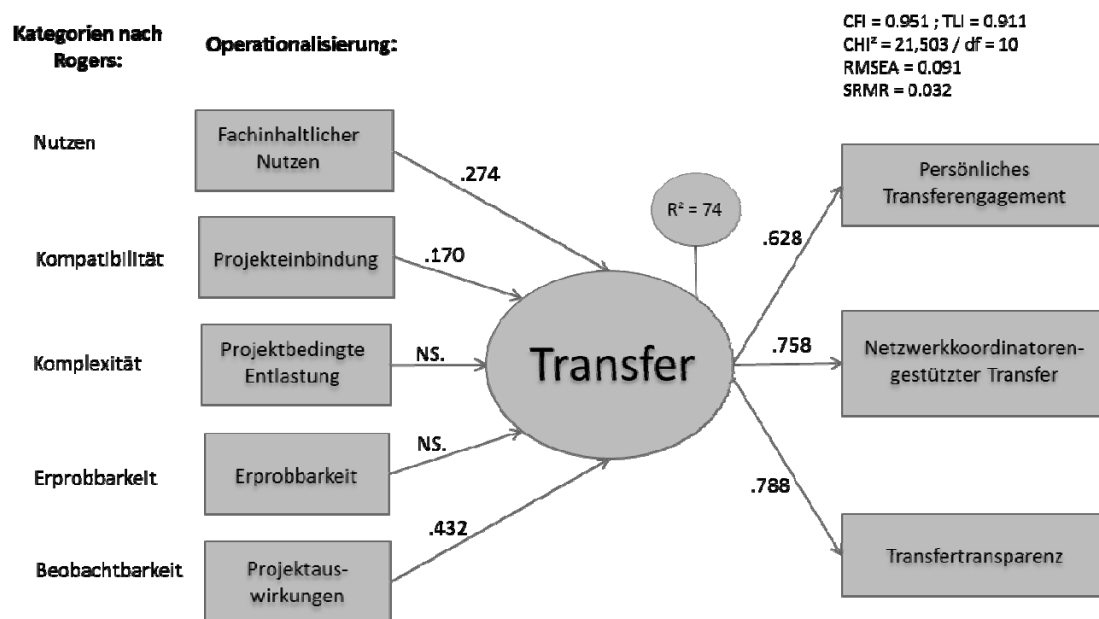 Kategorien nach
Rogers:
Operationalisierung:
CFI = 0.951 ; TLI = 0.911
CHI² = 21,503 / df = 10
RMSEA = 0.091
SRMR = 0.032
Nutzen
Fachinhaltlicher
Nutzen
.274
Kompatibilität
Projekteinbindung
.170
Komplexität
Projektbedingte
Entlastung
NS.
Erprobbarkeit
Erprobbarkeit
NS.
Beobachtbarkeit
Projektaus-
wirkungen
.432
Transfer
R² = 74
.628
Persönliches
Transferengagement
.758
Netzwerkkoordinatoren-
gestützter Transfer
.788
Transfertransparenz